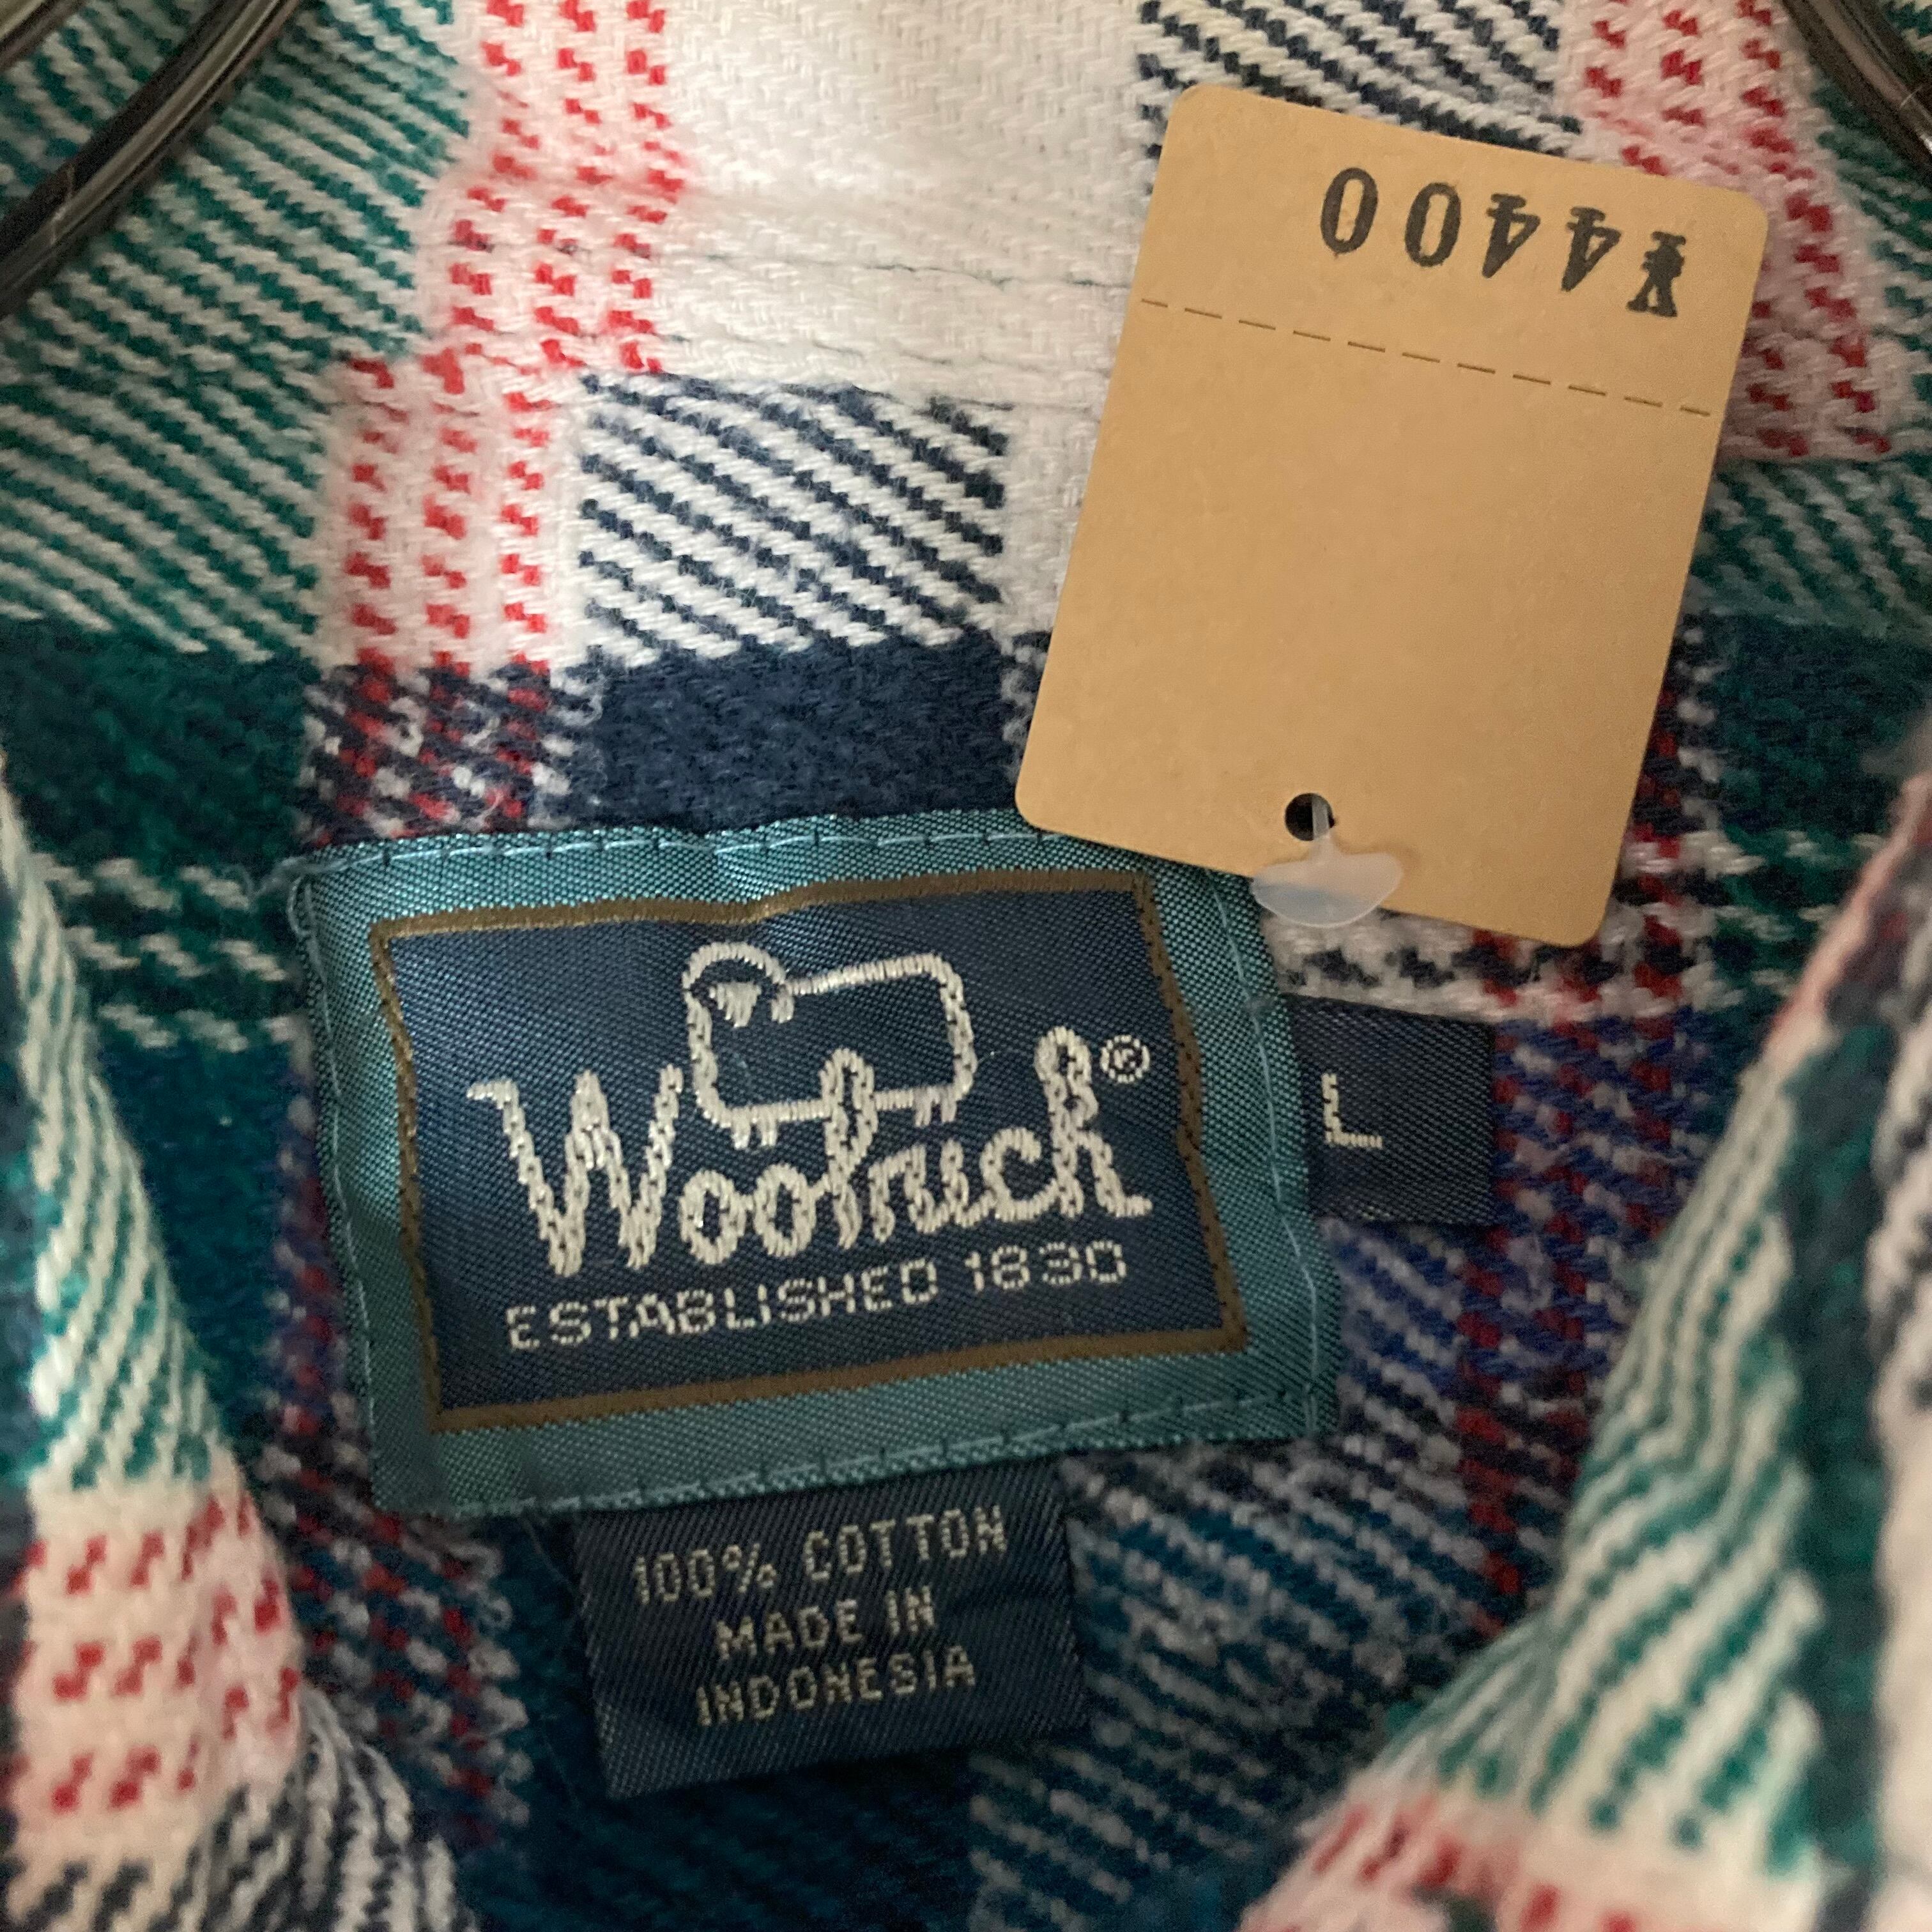 ¥4400
Woolrich®
ESTABLISHED 1830
L
100% COTTON
MADE IN
INDONESIA